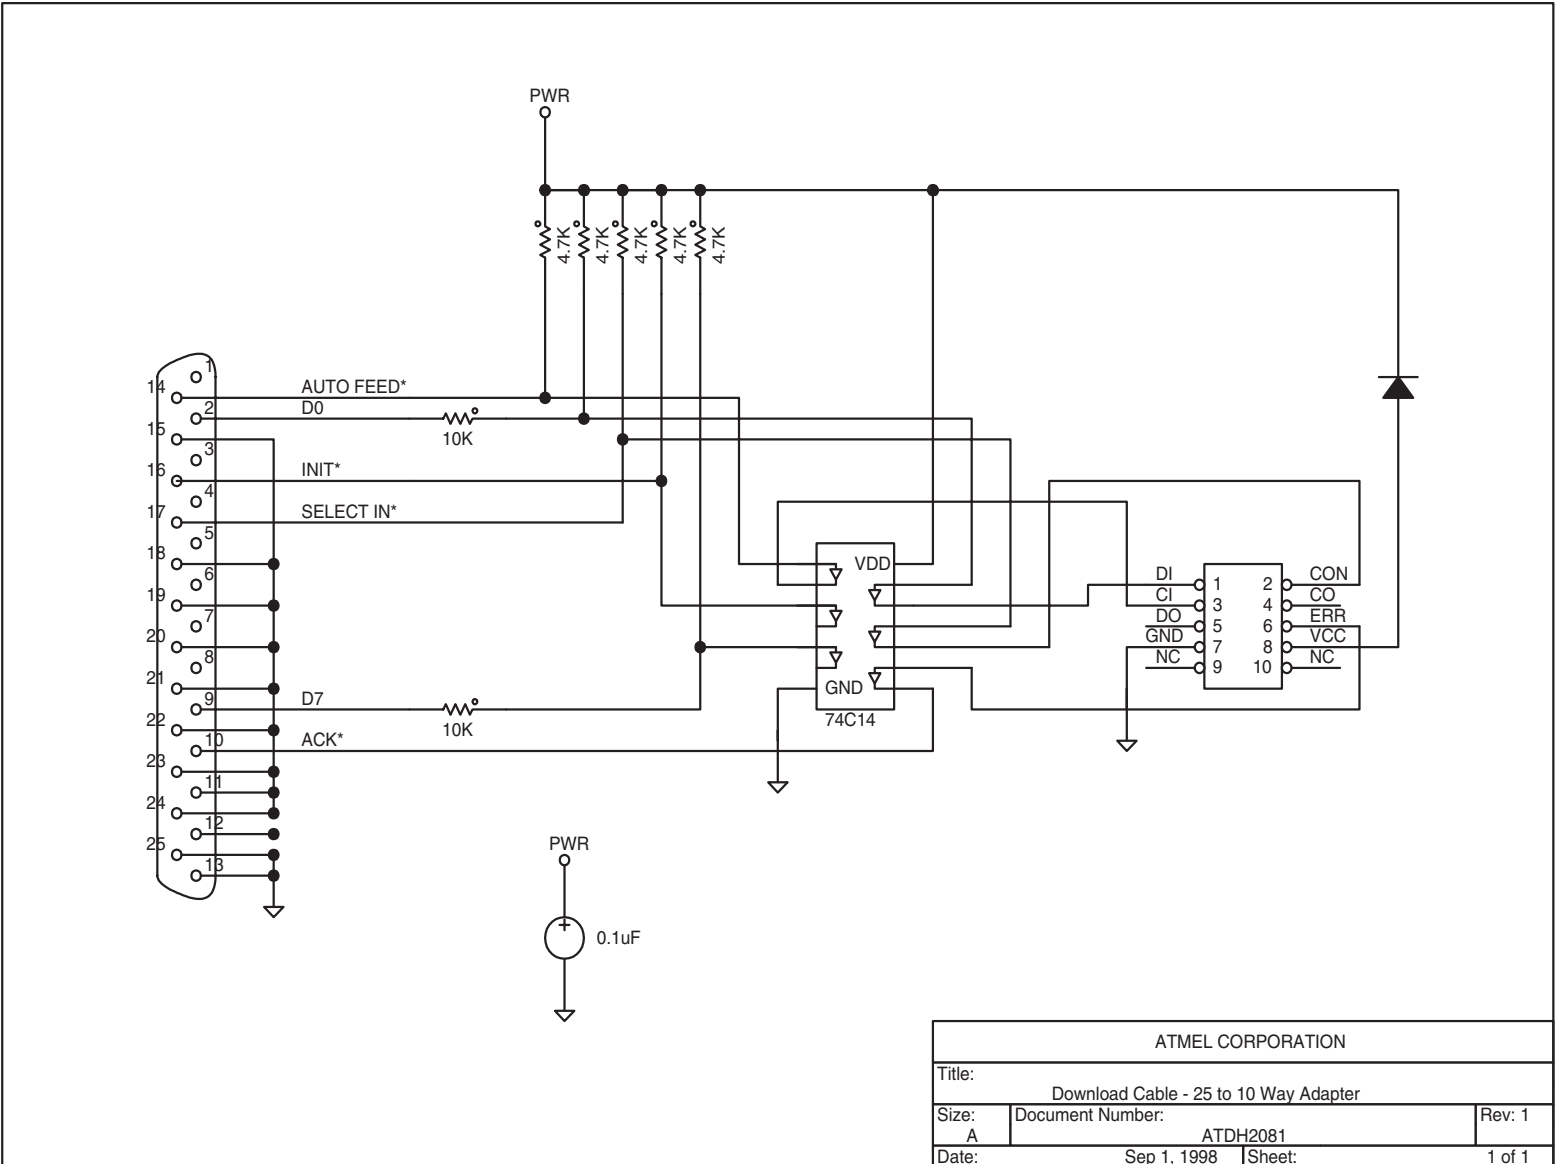 PWR
4.7K
4.7K
4.7K
4.7K
4.7K
1
14
AUTO FEED*
2
D0
15
10K
3
16
INIT*
4
17
SELECT IN*
5
18
VDD
6
DI
1
2
CON
19
CI
3
4
CO
7
DO
5
6
ERR
20
GND
7
8
VCC
8
NC
9
10
NC
21
GND
9
D7
74C14
22
10K
10
ACK*
23
11
24
12
25
PWR
13
+
0.1uF
ATMEL CORPORATION
Title:
Download Cable - 25 to 10 Way Adapter
Size:
Document Number:
Rev: 1
A
ATDH2081
Date:
Sep 1, 1998
Sheet:
1 of 1